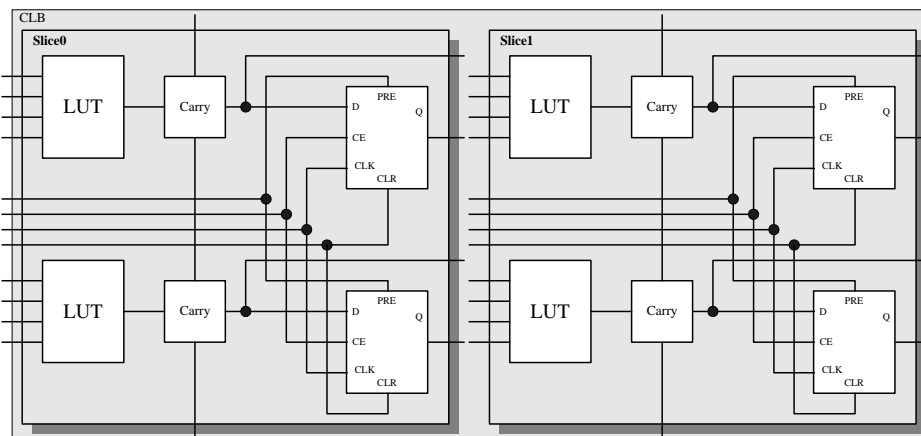 CLB
Slice0
LUT
Carry
PRE
D
Q
CE
CLK
CLR
LUT
Carry
PRE
D
Q
CE
CLK
CLR
Slice1
LUT
Carry
PRE
D
Q
CE
CLK
CLR
LUT
Carry
PRE
D
Q
CE
CLK
CLR